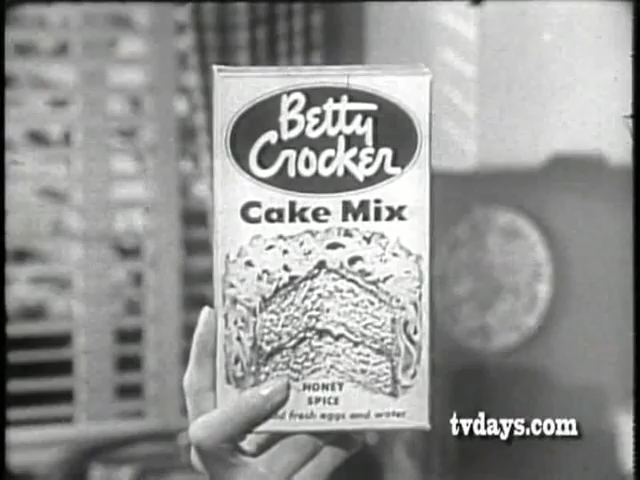 Betty
Crocker
Cake Mix
HONEY
SPICE
fresh eggs and water
tvdays.com